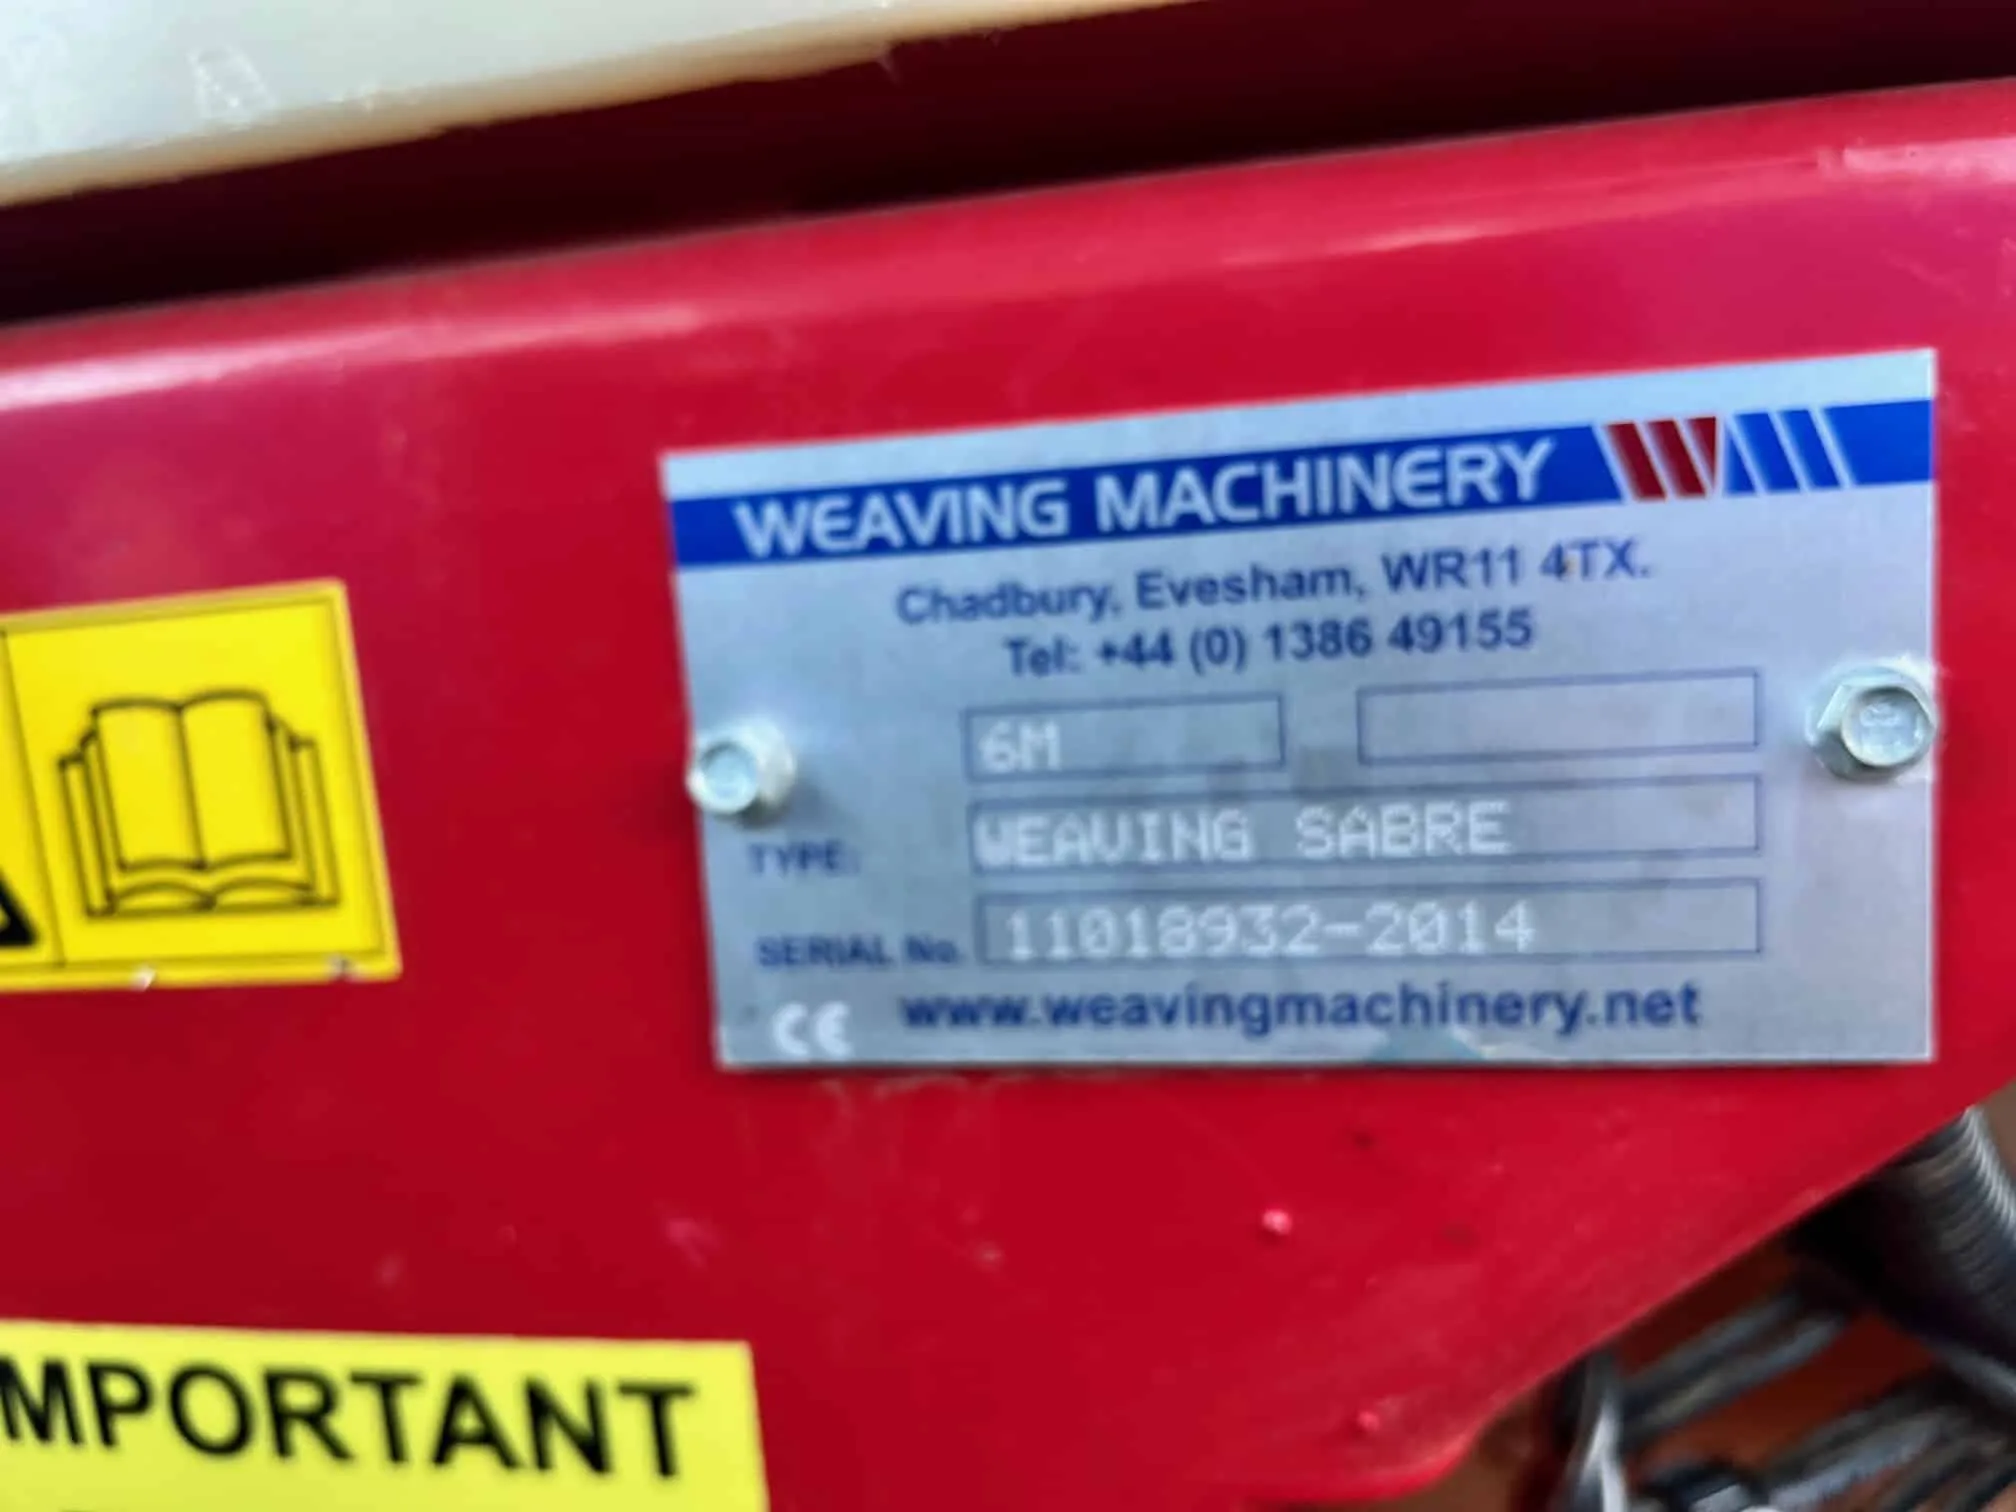 WEAVING MACHINERY
Chadbury, Evesham, WR11 4TX.
Tel: +44 (0) 1386 49155
6M
TYPE: WEAVING SABRE
SERIAL No. 11018932-2014
CE www.weavingmachinery.net
MPORTANT